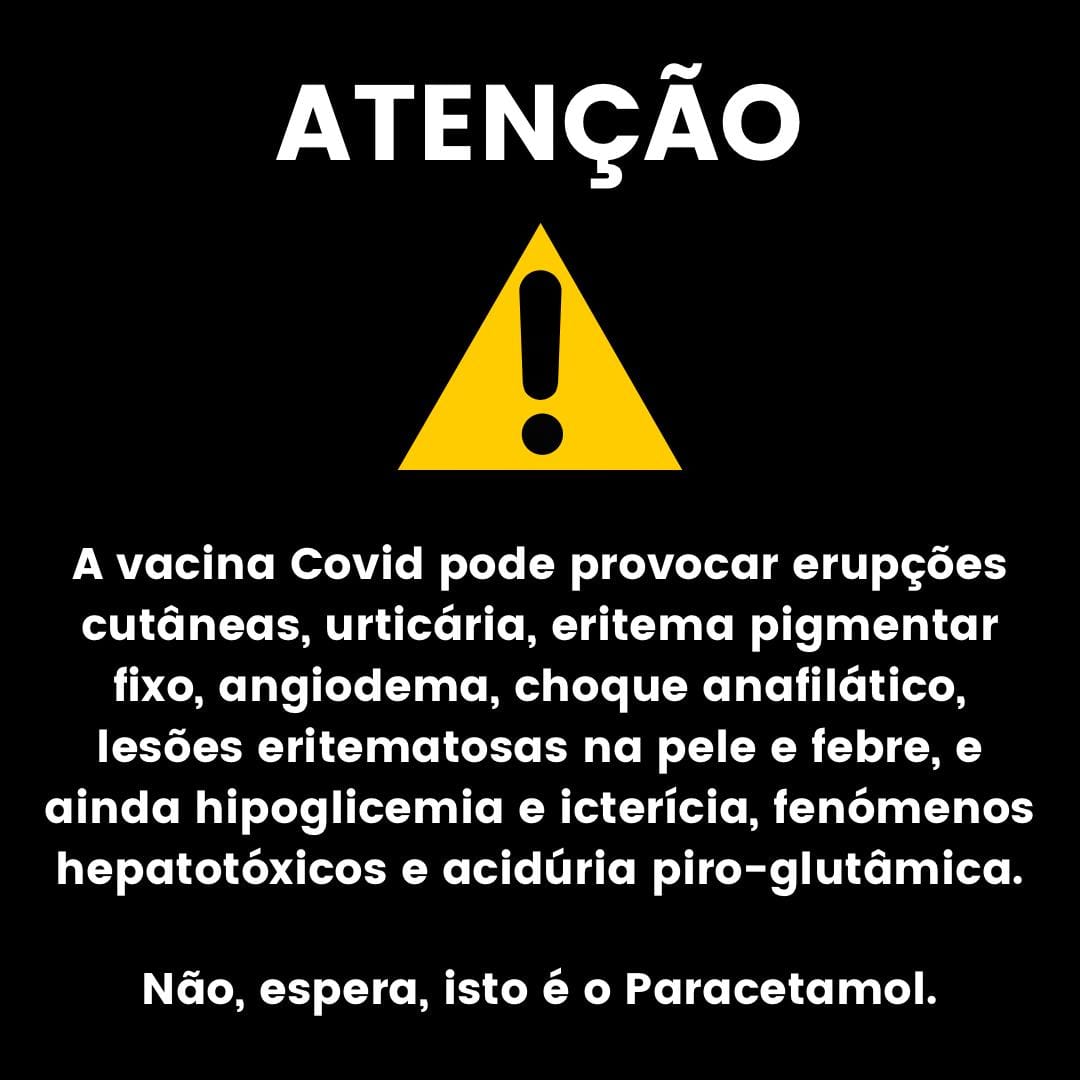 ATENÇÃO
A vacina Covid pode provocar erupções
cutâneas, urticária, eritema pigmentar
fixo, angiodema, choque anafilático,
lesões eritematosas na pele e febre, e
ainda hipoglicemia e icterícia, fenómenos
hepatotóxicos e acidúria piro-glutâmica.
Não, espera, isto é o Paracetamol.